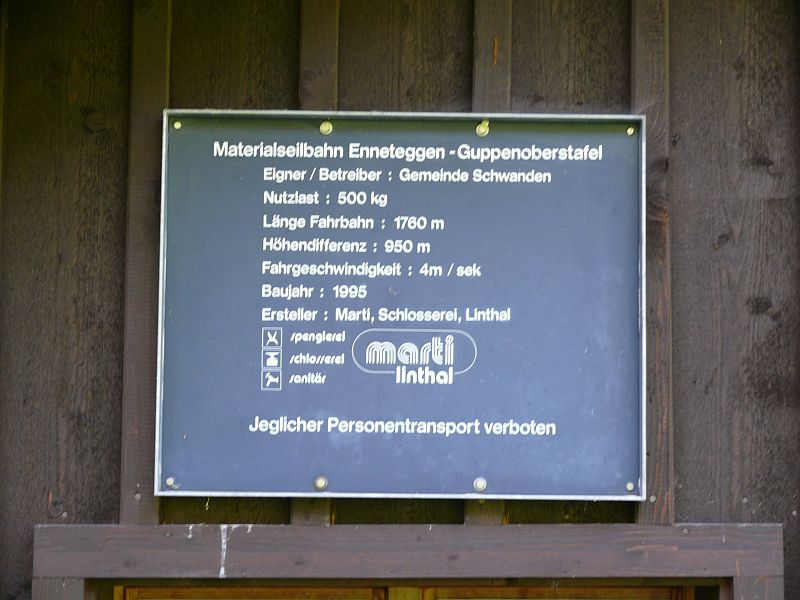 Materialseilbahn Enneteggen - Guppenoberstafel
Eigner / Betreiber : Gemeinde Schwanden
Nutzlast : 500 kg
Länge Fahrbahn : 1760 m
Höhendifferenz : 950 m
Fahrgeschwindigkeit : 4m / sek
Baujahr : 1995
Ersteller : Marti, Schlosserei, Linthal
spenglerei
schlosserei
sanitär
marti
linthal
Jeglicher Personentransport verboten